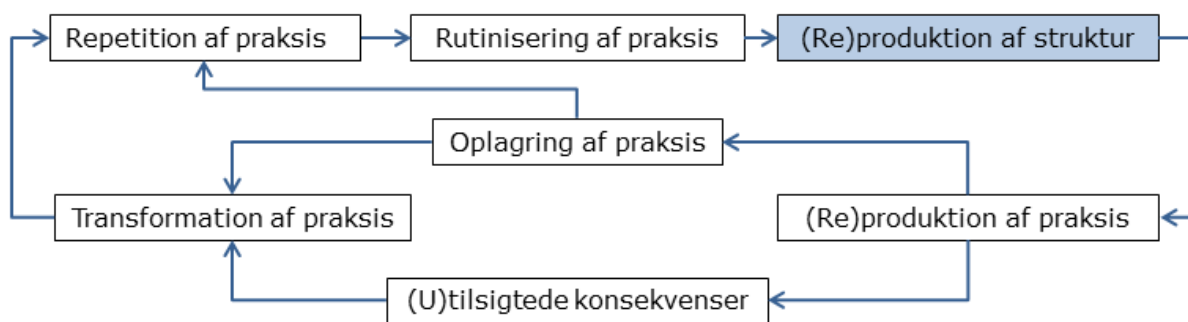 Repetition af praksis
Rutinisering af praksis
(Re)produktion af struktur
Oplagring af praksis
Transformation af praksis
(Re)produktion af praksis
(U)tilsigtede konsekvenser